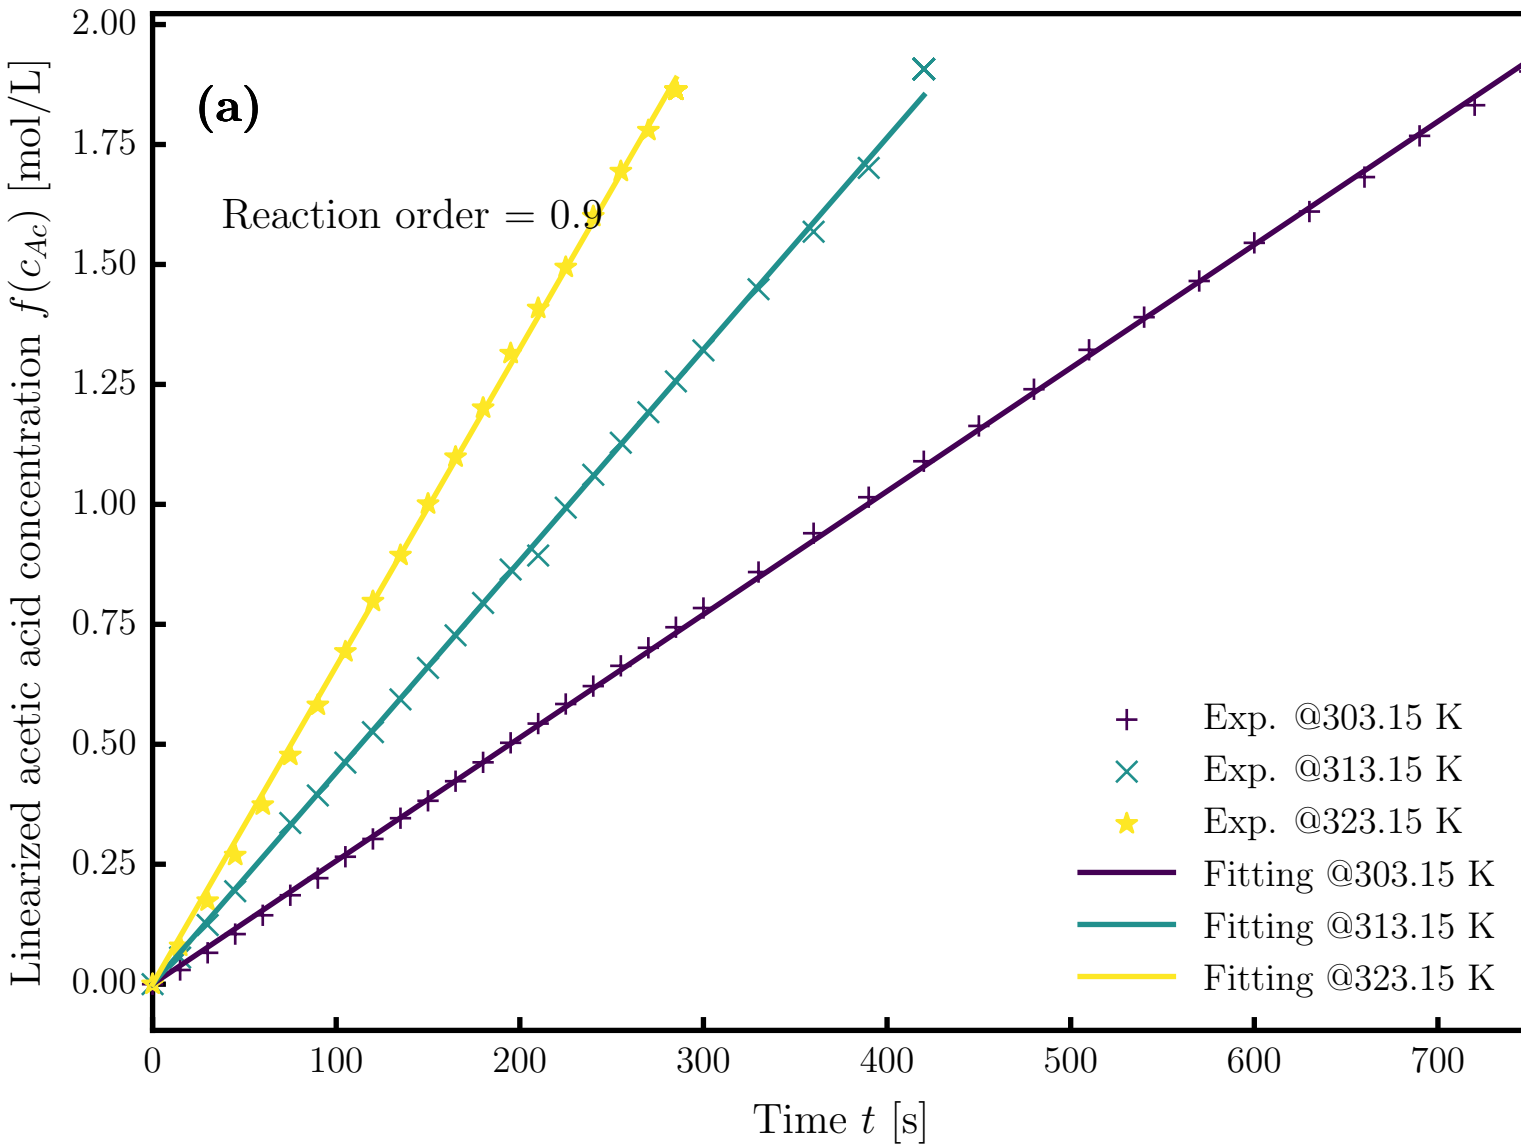 (a)
Reaction order = 0.9
Linearized acetic acid concentration f(c_{Ac}) [mol/L]
2.00
1.75
1.50
1.25
1.00
0.75
0.50
0.25
0.00
Exp. @303.15 K
Exp. @313.15 K
Exp. @323.15 K
Fitting @303.15 K
Fitting @313.15 K
Fitting @323.15 K
0 100 200 300 400 500 600 700
Time t [s]